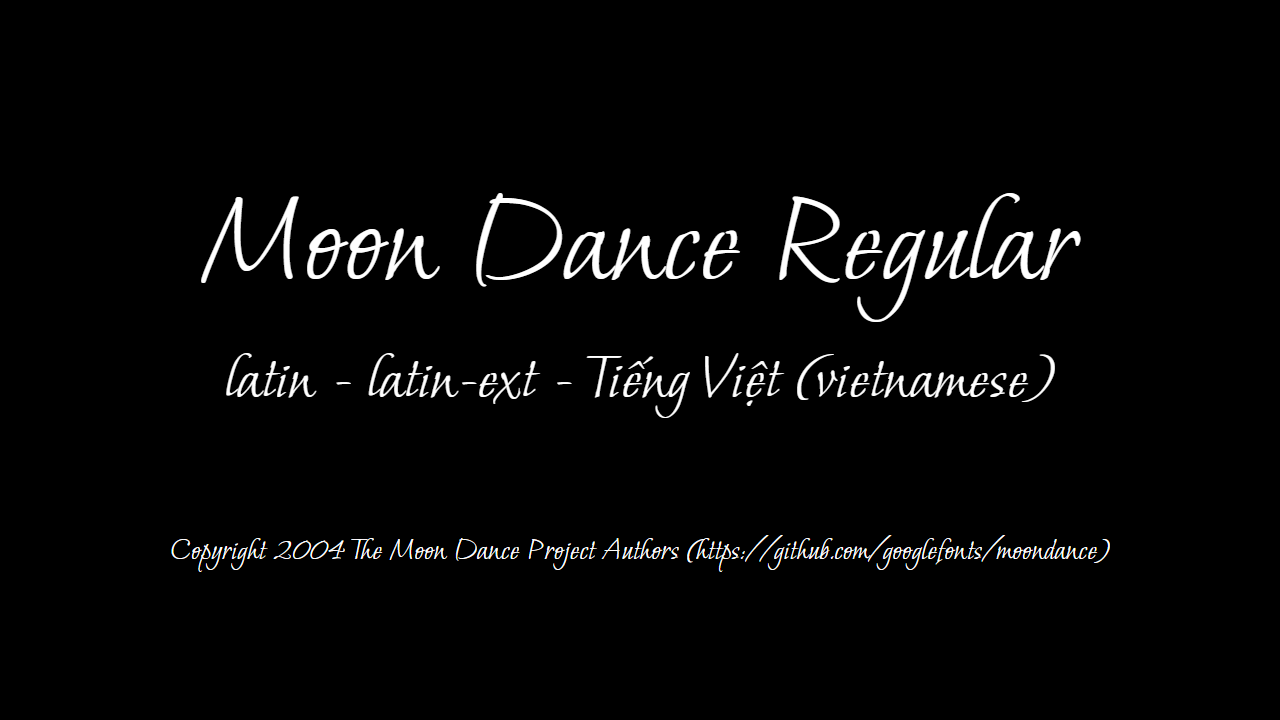 Moon Dance Regular
latin - latin-ext - Tiếng Việt (vietnamese)
Copyright 2004 The Moon Dance Project Authors (https://github.com/googlefonts/moondance)